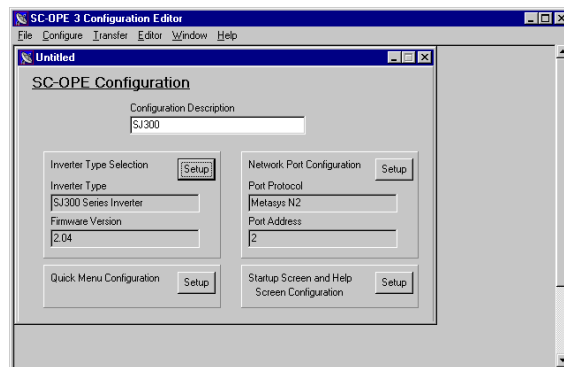 SC-OPE 3 Configuration Editor
File Configure Transfer Editor Window Help
Untitled
SC-OPE Configuration
Configuration Description
SJ300
Inverter Type Selection
Setup
Inverter Type
SJ300 Series Inverter
Firmware Version
2.04
Network Port Configuration
Setup
Port Protocol
Metasys N2
Port Address
2
Quick Menu Configuration
Setup
Startup Screen and Help
Screen Configuration
Setup